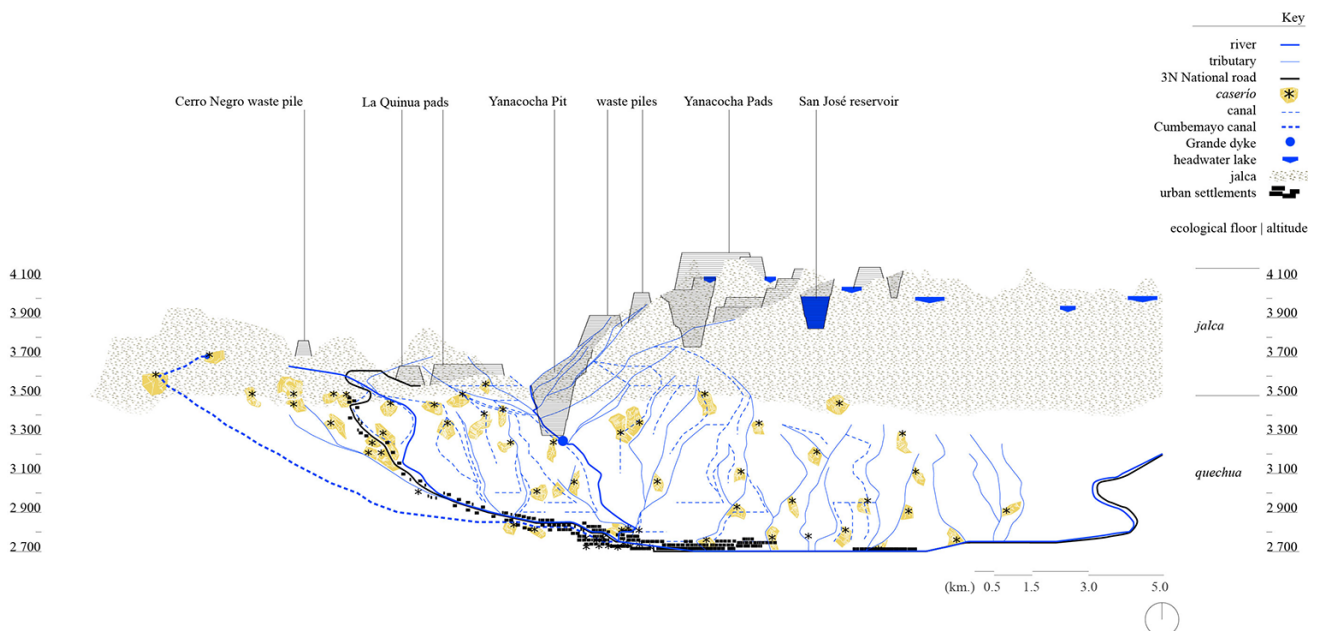 Key
river
tributary
3N National road
caserío
canal
Cumbemayo canal
Grande dyke
headwater lake
jalca
urban settlements
ecological floor | altitude
Cerro Negro waste pile
La Quinua pads
Yanacocha Pit
waste piles
Yanacocha Pads
San José reservoir
4 100
3 900
3 700
3 500
3 300
3 100
2 900
2 700
4 100
3 900
3 700
3 500
3 300
3 100
2 900
2 700
jalca
quechua
(km.) 0.5 1.5 3.0 5.0